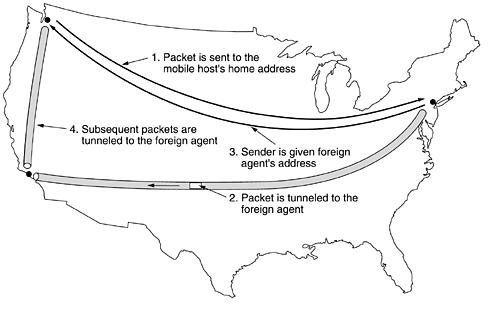 1. Packet is sent to the
mobile host's home address
4. Subsequent packets are
tunneled to the foreign agent
3. Sender is given foreign
agent's address
2. Packet is tunneled to the
foreign agent